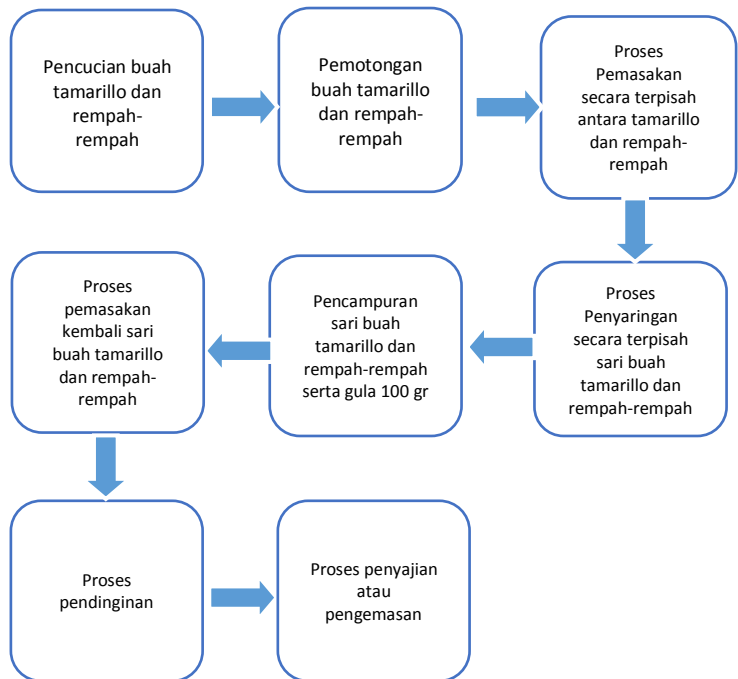 Pencucian buah
tamarillo dan
rempah-
rempah
Pemotongan
buah tamarillo
dan rempah-
rempah
Proses
Pemasakan
secara terpisah
antara tamarillo
dan rempah-
rempah
Proses
Penyaringan
secara terpisah
sari buah
tamarillo dan
rempah-rempah
Pencampuran
sari buah
tamarillo dan
rempah-rempah
serta gula 100 gr
Proses
pemasakan
kembali sari
buah tamarillo
dan rempah-
rempah
Proses
pendinginan
Proses penyajian
atau
pengemasan